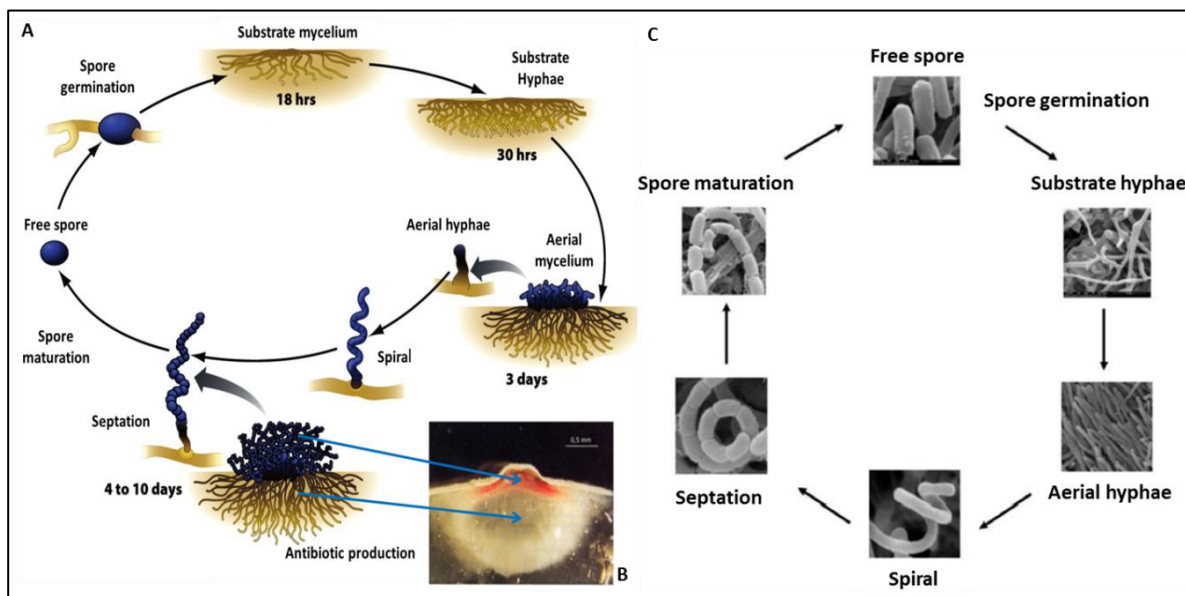 A
Substrate mycelium
18 hrs
Spore
germination
Substrate
Hyphae
30 hrs
Free spore
Aerial hyphae
Aerial
mycelium
3 days
Spiral
Spore
maturation
Septation
4 to 10 days
Antibiotic production
0,5 mm
B
C
Free spore
Spore germination
Substrate hyphae
Aerial hyphae
Spiral
Septation
Spore maturation